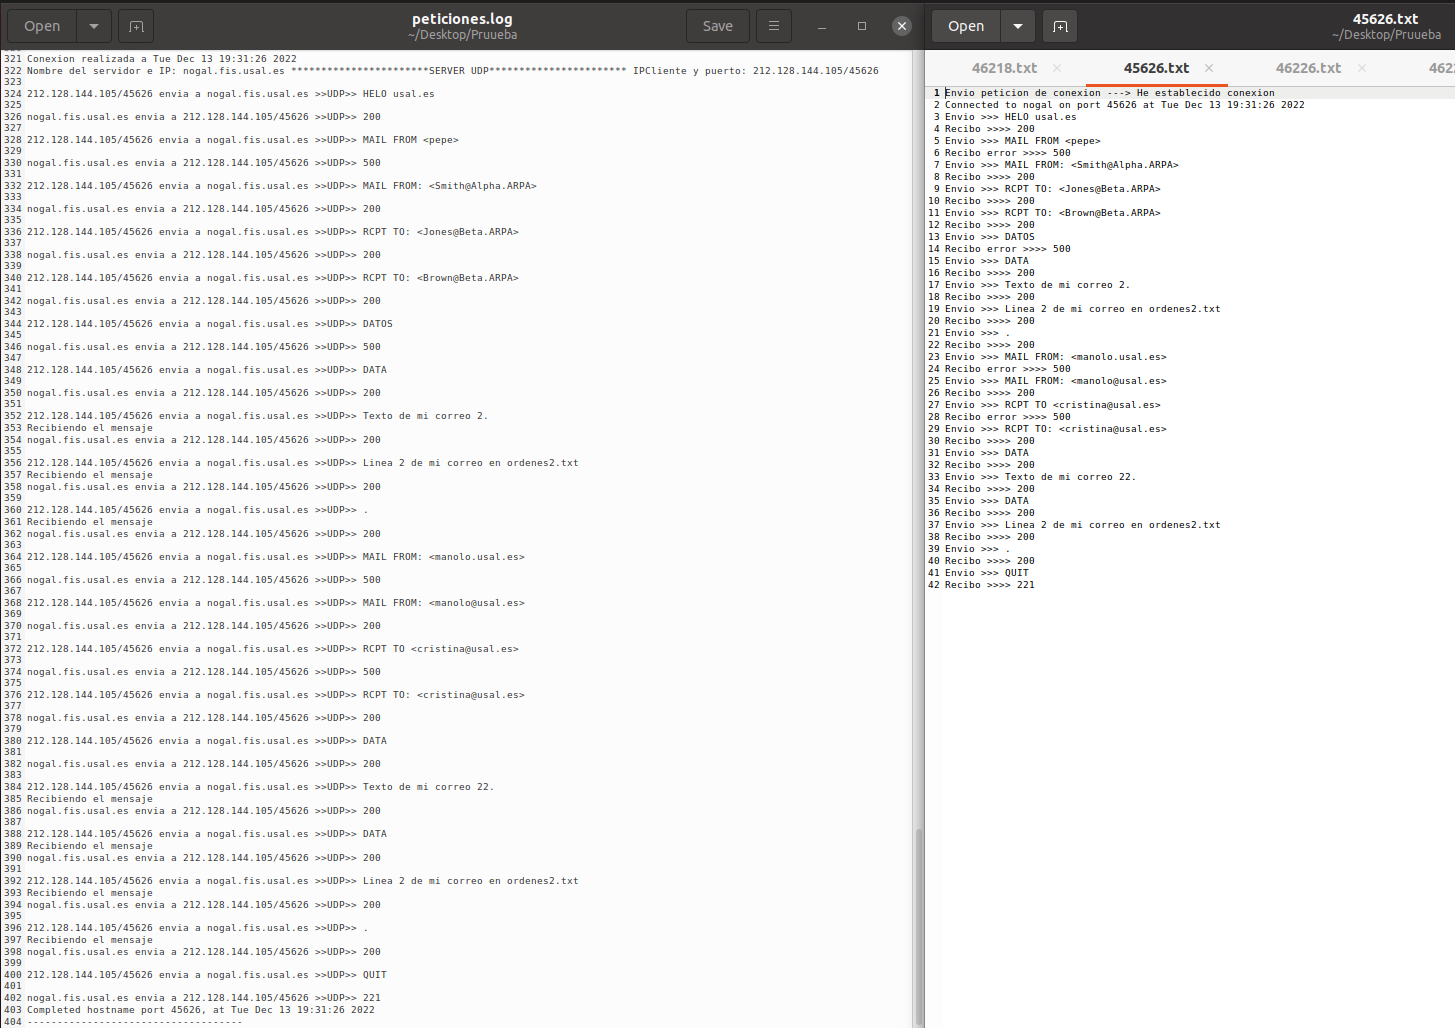 Open
peticiones.log
~/Desktop/Pruueba
Save
321 Conexion realizada a Tue Dec 13 19:31:26 2022
322 Nombre del servidor e IP: nogal.fis.usal.es ***********************SERVER UDP*********************** IPCliente y puerto: 212.128.144.105/45626
323
324 212.128.144.105/45626 envia a nogal.fis.usal.es >>UDP>> HELO usal.es
325
326 nogal.fis.usal.es envia a 212.128.144.105/45626 >>UDP>> 200
327
328 212.128.144.105/45626 envia a nogal.fis.usal.es >>UDP>> MAIL FROM <pepe>
329
330 nogal.fis.usal.es envia a 212.128.144.105/45626 >>UDP>> 500
331
332 212.128.144.105/45626 envia a nogal.fis.usal.es >>UDP>> MAIL FROM: <Smith@Alpha.ARPA>
333
334 nogal.fis.usal.es envia a 212.128.144.105/45626 >>UDP>> 200
335
336 212.128.144.105/45626 envia a nogal.fis.usal.es >>UDP>> RCPT TO: <Jones@Beta.ARPA>
337
338 nogal.fis.usal.es envia a 212.128.144.105/45626 >>UDP>> 200
339
340 212.128.144.105/45626 envia a nogal.fis.usal.es >>UDP>> RCPT TO: <Brown@Beta.ARPA>
341
342 nogal.fis.usal.es envia a 212.128.144.105/45626 >>UDP>> 200
343
344 212.128.144.105/45626 envia a nogal.fis.usal.es >>UDP>> DATOS
345
346 nogal.fis.usal.es envia a 212.128.144.105/45626 >>UDP>> 500
347
348 212.128.144.105/45626 envia a nogal.fis.usal.es >>UDP>> DATA
349
350 nogal.fis.usal.es envia a 212.128.144.105/45626 >>UDP>> 200
351
352 212.128.144.105/45626 envia a nogal.fis.usal.es >>UDP>> Texto de mi correo 2.
353 Recibiendo el mensaje
354 nogal.fis.usal.es envia a 212.128.144.105/45626 >>UDP>> 200
355
356 212.128.144.105/45626 envia a nogal.fis.usal.es >>UDP>> Linea 2 de mi correo en ordenes2.txt
357 Recibiendo el mensaje
358 nogal.fis.usal.es envia a 212.128.144.105/45626 >>UDP>> 200
359
360 212.128.144.105/45626 envia a nogal.fis.usal.es >>UDP>> .
361 Recibiendo el mensaje
362 nogal.fis.usal.es envia a 212.128.144.105/45626 >>UDP>> 200
363
364 212.128.144.105/45626 envia a nogal.fis.usal.es >>UDP>> MAIL FROM: <manolo.usal.es>
365
366 nogal.fis.usal.es envia a 212.128.144.105/45626 >>UDP>> 500
367
368 212.128.144.105/45626 envia a nogal.fis.usal.es >>UDP>> MAIL FROM: <manolo@usal.es>
369
370 nogal.fis.usal.es envia a 212.128.144.105/45626 >>UDP>> 200
371
372 212.128.144.105/45626 envia a nogal.fis.usal.es >>UDP>> RCPT TO <cristina@usal.es>
373
374 nogal.fis.usal.es envia a 212.128.144.105/45626 >>UDP>> 500
375
376 212.128.144.105/45626 envia a nogal.fis.usal.es >>UDP>> RCPT TO: <cristina@usal.es>
377
378 nogal.fis.usal.es envia a 212.128.144.105/45626 >>UDP>> 200
379
380 212.128.144.105/45626 envia a nogal.fis.usal.es >>UDP>> DATA
381
382 nogal.fis.usal.es envia a 212.128.144.105/45626 >>UDP>> 200
383
384 212.128.144.105/45626 envia a nogal.fis.usal.es >>UDP>> Texto de mi correo 22.
385 Recibiendo el mensaje
386 nogal.fis.usal.es envia a 212.128.144.105/45626 >>UDP>> 200
387
388 212.128.144.105/45626 envia a nogal.fis.usal.es >>UDP>> DATA
389 Recibiendo el mensaje
390 nogal.fis.usal.es envia a 212.128.144.105/45626 >>UDP>> 200
391
392 212.128.144.105/45626 envia a nogal.fis.usal.es >>UDP>> Linea 2 de mi correo en ordenes2.txt
393 Recibiendo el mensaje
394 nogal.fis.usal.es envia a 212.128.144.105/45626 >>UDP>> 200
395
396 212.128.144.105/45626 envia a nogal.fis.usal.es >>UDP>> .
397 Recibiendo el mensaje
398 nogal.fis.usal.es envia a 212.128.144.105/45626 >>UDP>> 200
399
400 212.128.144.105/45626 envia a nogal.fis.usal.es >>UDP>> QUIT
401
402 nogal.fis.usal.es envia a 212.128.144.105/45626 >>UDP>> 221
403 Completed hostname port 45626, at Tue Dec 13 19:31:26 2022
404 ------------------------------------
Open
45626.txt
~/Desktop/Pruueba
46218.txt 45626.txt 46226.txt 462
1 Envio peticion de conexion ---> He establecido conexion
2 Connected to nogal on port 45626 at Tue Dec 13 19:31:26 2022
3 Envio >>> HELO usal.es
4 Recibo >>>> 200
5 Envio >>> MAIL FROM <pepe>
6 Recibo error >>>> 500
7 Envio >>> MAIL FROM: <Smith@Alpha.ARPA>
8 Recibo >>>> 200
9 Envio >>> RCPT TO: <Jones@Beta.ARPA>
10 Recibo >>>> 200
11 Envio >>> RCPT TO: <Brown@Beta.ARPA>
12 Recibo >>>> 200
13 Envio >>> DATOS
14 Recibo error >>>> 500
15 Envio >>> DATA
16 Recibo >>>> 200
17 Envio >>> Texto de mi correo 2.
18 Recibo >>>> 200
19 Envio >>> Linea 2 de mi correo en ordenes2.txt
20 Recibo >>>> 200
21 Envio >>> .
22 Recibo >>>> 200
23 Envio >>> MAIL FROM: <manolo.usal.es>
24 Recibo error >>>> 500
25 Envio >>> MAIL FROM: <manolo@usal.es>
26 Recibo >>>> 200
27 Envio >>> RCPT TO <cristina@usal.es>
28 Recibo error >>>> 500
29 Envio >>> RCPT TO: <cristina@usal.es>
30 Recibo >>>> 200
31 Envio >>> DATA
32 Recibo >>>> 200
33 Envio >>> Texto de mi correo 22.
34 Recibo >>>> 200
35 Envio >>> DATA
36 Recibo >>>> 200
37 Envio >>> Linea 2 de mi correo en ordenes2.txt
38 Recibo >>>> 200
39 Envio >>> .
40 Recibo >>>> 200
41 Envio >>> QUIT
42 Recibo >>>> 221